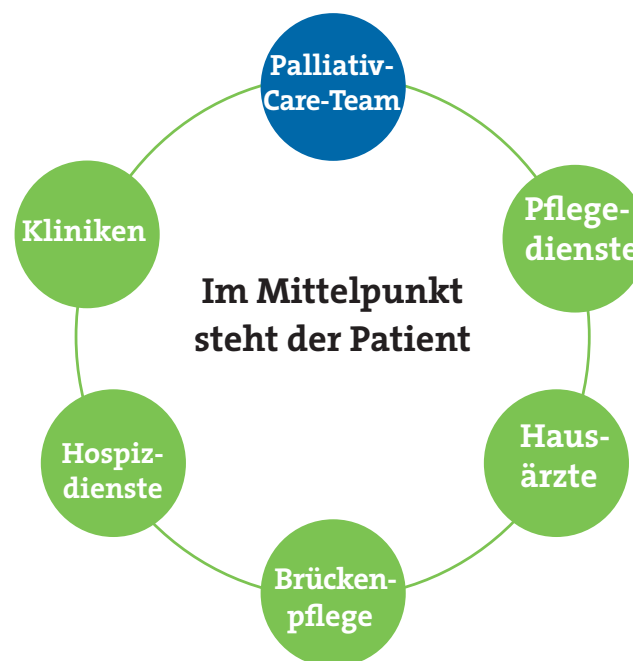 Palliativ-
Care-Team
Pflege-
dienste
Haus-
ärzte
Brücken-
pflege
Hospiz-
dienste
Kliniken
Im Mittelpunkt
steht der Patient